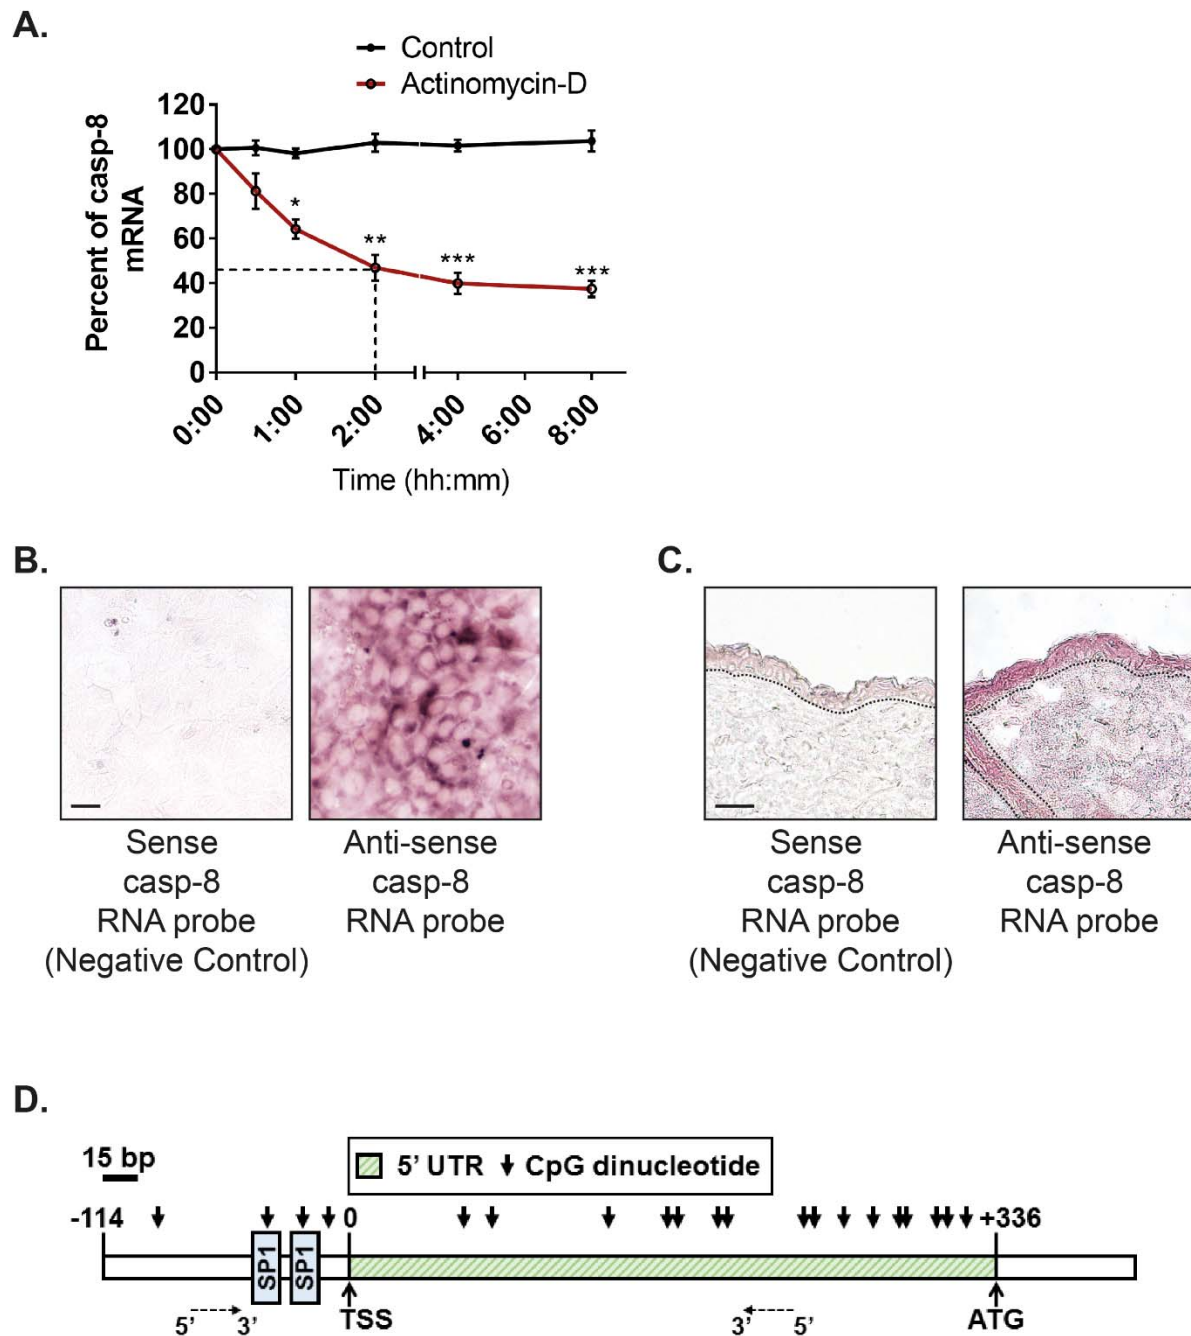 A.
Control
Actinomycin-D
Percent of casp-8
mRNA
120
100
80
60
40
20
0
*
**
***
***
0:00
1:00
2:00
4:00
6:00
8:00
Time (hh:mm)
B.
Sense
casp-8
RNA probe
(Negative Control)
Anti-sense
casp-8
RNA probe
C.
Sense
casp-8
RNA probe
(Negative Control)
Anti-sense
casp-8
RNA probe
D.
15 bp
5' UTR CpG dinucleotide
-114
0
+336
SP1
SP1
5' 3'
TSS
3' 5'
ATG